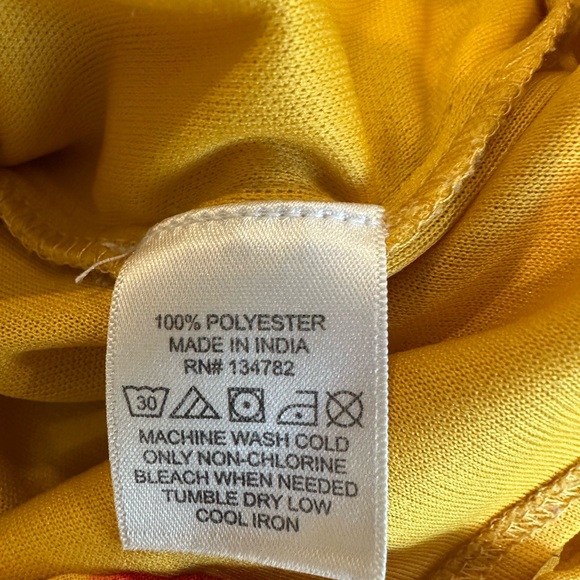 100% POLYESTER
MADE IN INDIA
RN# 134782
30
MACHINE WASH COLD
ONLY NON-CHLORINE
BLEACH WHEN NEEDED
TUMBLE DRY LOW
COOL IRON